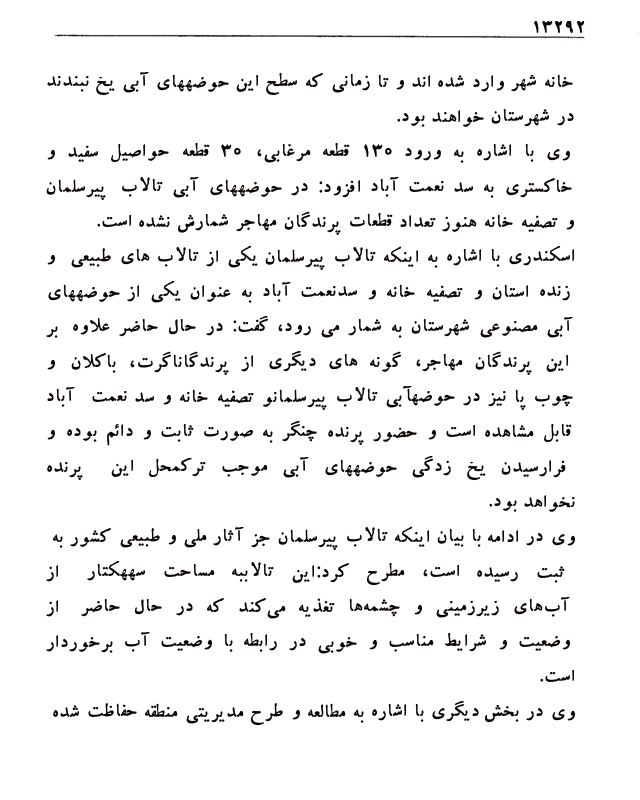 ۱۳۲۹۲
خانه شهر وارد شده اند و تا زمانی که سطح این حوضههای آبی یخ نبندند
در شهرستان خواهند بود.
وی با اشاره به ورود ۱۳۰ قطعه مرغابی، ۳۰ قطعه حواصیل سفید و
خاکستری به سد نعمت آباد افزود: در حوضههای آبی تالاب پیرسلمان
و تصفیه خانه هنوز تعداد قطعات پرندگان مهاجر شمارش نشده است.
اسکندری با اشاره به اینکه تالاب پیرسلمان یکی از تالاب های طبیعی و
زنده استان و تصفیه خانه و سدنعمت آباد به عنوان یکی از حوضههای
آبی مصنوعی شهرستان به شمار می رود، گفت: در حال حاضر علاوه بر
این پرندگان مهاجر، گونه های دیگری از پرندگاناگرت، باکلان و
چوب پا نیز در حوضهآبی تالاب پیرسلمانو تصفیه خانه و سد نعمت آباد
قابل مشاهده است و حضور پرنده چنگر به صورت ثابت و دائم بوده و
فرارسیدن یخ زدگی حوضههای آبی موجب ترکمحل این پرنده
نخواهد بود.
وی در ادامه با بیان اینکه تالاب پیرسلمان جز آثار ملی و طبیعی کشور به
ثبت رسیده است، مطرح کرد:این تالاببه مساحت سههکتار از
آب‌های زیرزمینی و چشمه‌ها تغذیه می‌کند که در حال حاضر از
وضعیت و شرایط مناسب و خوبی در رابطه با وضعیت آب برخوردار
است.
وی در بخش دیگری با اشاره به مطالعه و طرح مدیریتی منطقه حفاظت شده